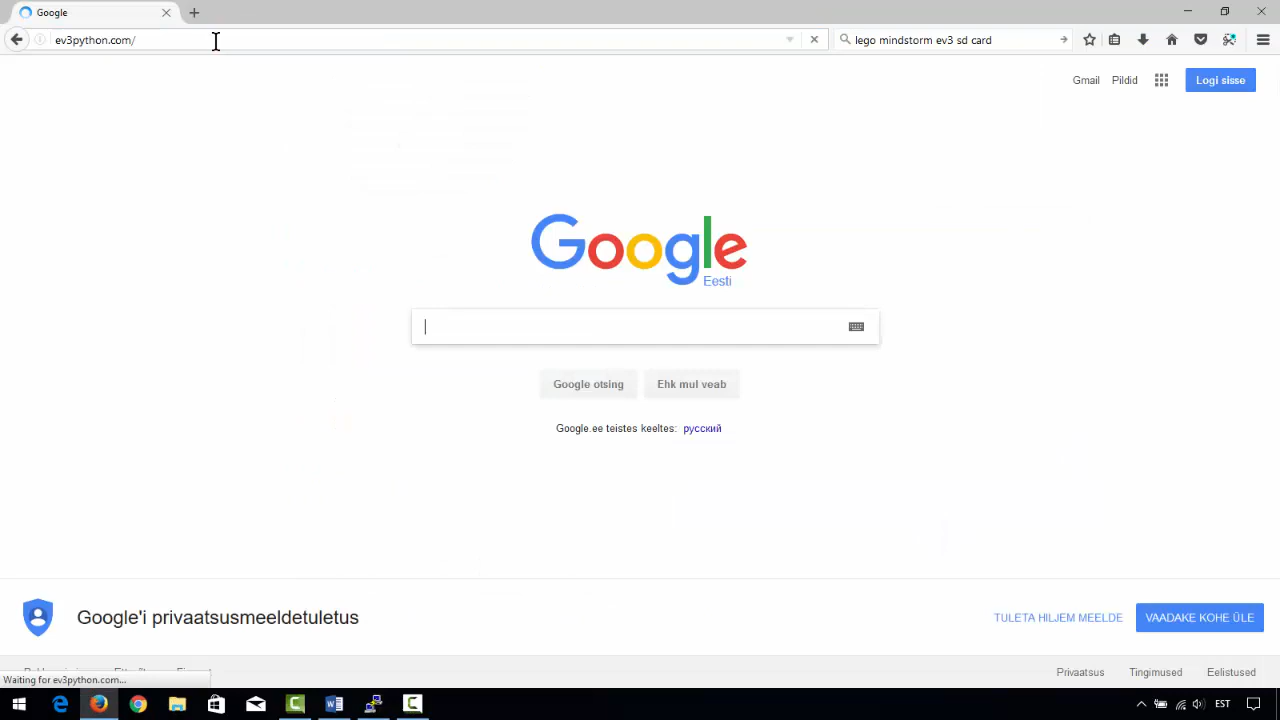 Google
ev3python.com/
lego mindstorm ev3 sd card
Gmail Pildid Logi sisse
Google
Eesti
Google otsing Ehk mul veab
Google.ee teistes keeltes: русский
Google'i privaatsusmeeldetuletus
TULETA HILJEM MEELDE VAADAKE KOHE ÜLE
Privaatsus Tingimused Eelistused
Waiting for ev3python.com...
EST